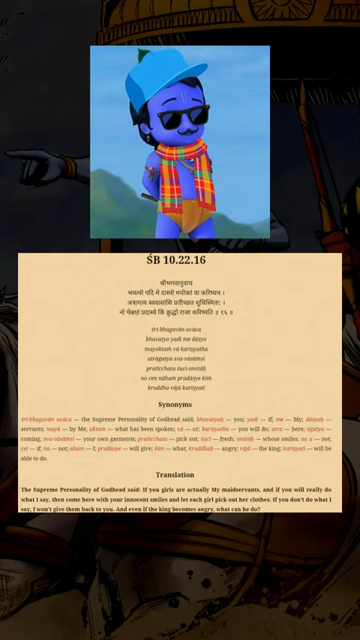 ŚB 10.22.16
श्रीभगवानुवाच
भवत्यो यदि मे दास्यो मयोक्तं वा करिष्यथ ।
अत्रागत्य स्ववासांसि प्रतीच्छत शुचिस्मिताः ।
नो चेन्नाहं प्रदास्ये किं क्रुद्धो राजा करिष्यति ॥ १६ ॥
śrī-bhagavān uvāca
bhavatyo yadi me dāsyo
mayoktaṁ vā kariṣyatha
atrāgatya sva-vāsāṁsi
pratīcchata śuci-smitāḥ
no cen nāhaṁ pradāsye kiṁ
kruddho rājā kariṣyati
Synonyms
śrī-bhagavān uvāca — the Supreme Personality of Godhead said; bhavatyaḥ — you; yadi — if; me — My; dāsyaḥ —
servants; mayā — by Me; uktam — what has been spoken; vā — or; kariṣyatha — you will do; atra — here; āgatya —
coming; sva-vāsāṁsi — your own garments; pratīcchata — pick out; śuci — fresh; smitāḥ — whose smiles; na u — not;
cet — if; na — not; aham — I; pradāsye — will give; kim — what; kruddhaḥ — angry; rājā — the king; kariṣyati — will be
able to do.
Translation
The Supreme Personality of Godhead said: If you girls are actually My maidservants, and if you will really do
what I say, then come here with your innocent smiles and let each girl pick out her clothes. If you don't do what I
say, I won't give them back to you. And even if the king becomes angry, what can he do?